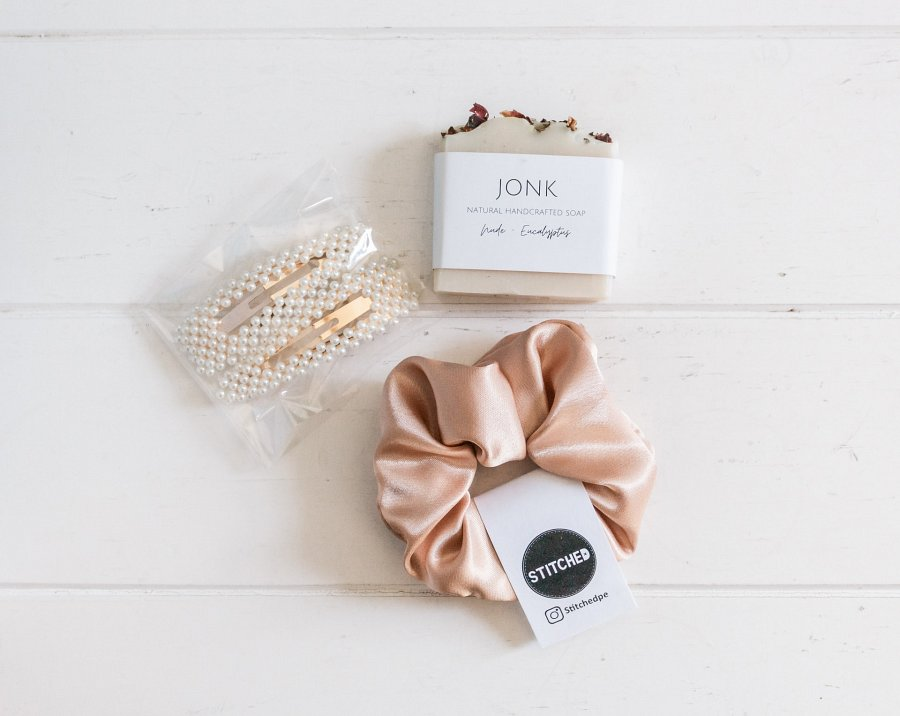 JONK
NATURAL HANDCRAFTED SOAP
Nude - Eucalyptus
STITCHED
Stitchedpe